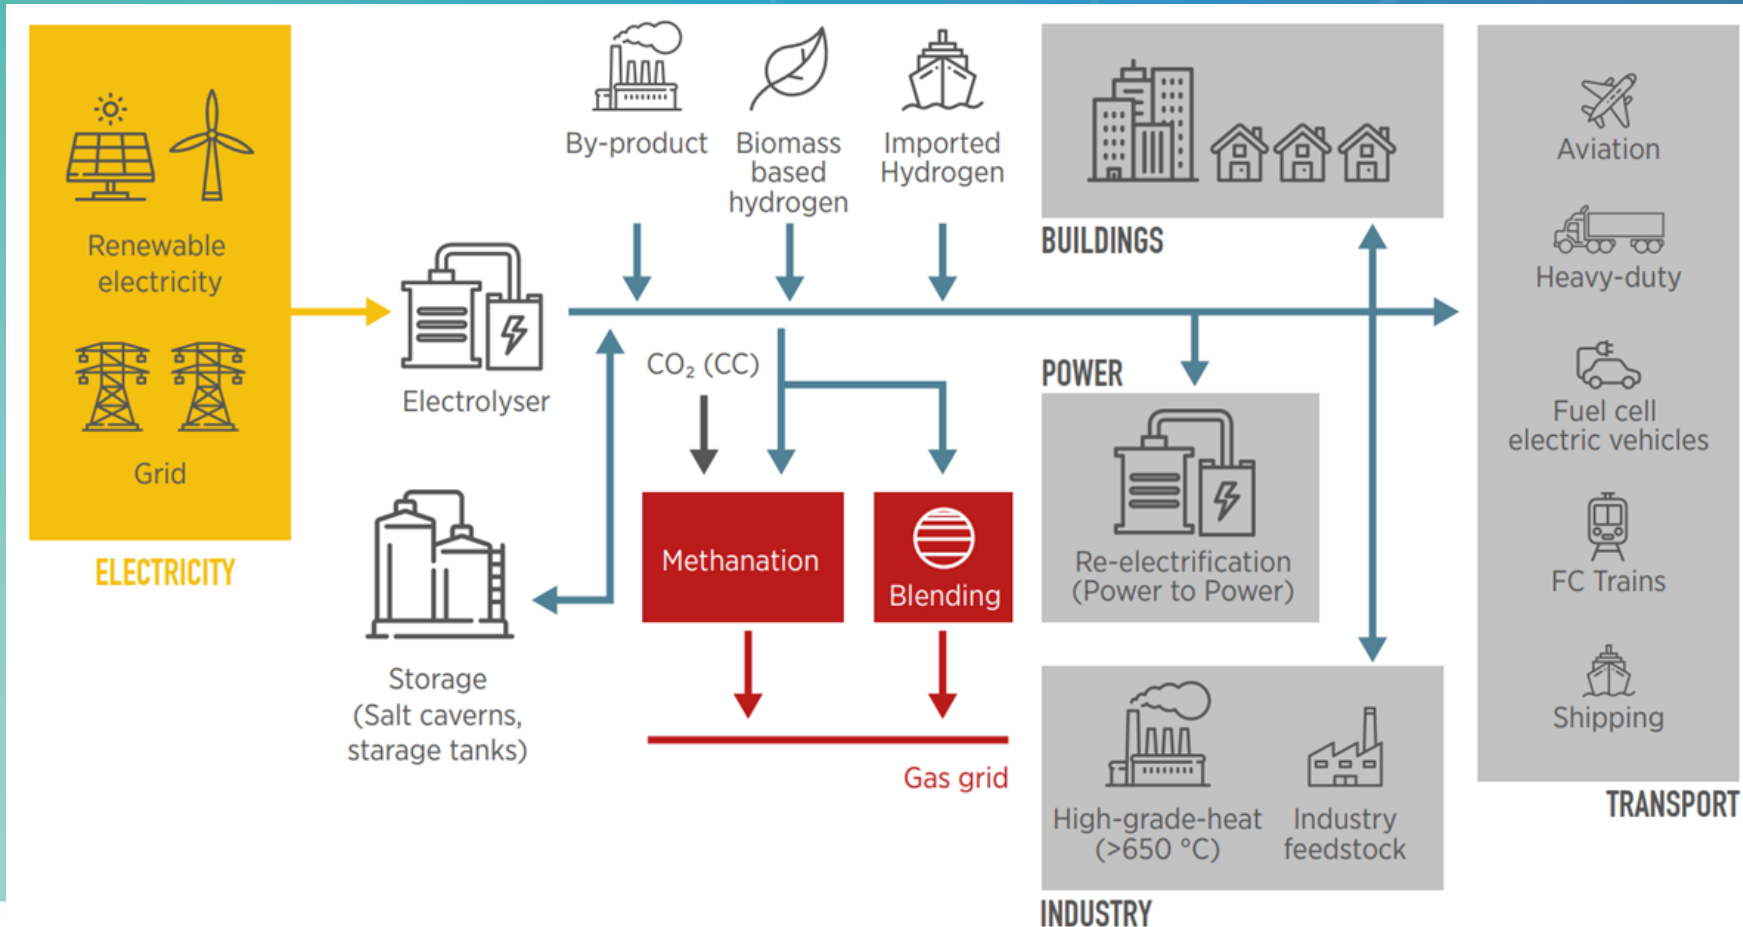 Renewable
electricity
Grid
ELECTRICITY
Electrolyser
Storage
(Salt caverns,
starage tanks)
By-product
Biomass
based
hydrogen
Imported
Hydrogen
CO₂ (CC)
Methanation
Blending
Gas grid
BUILDINGS
POWER
Re-electrification
(Power to Power)
High-grade-heat
(>650 °C)
Industry
feedstock
INDUSTRY
Aviation
Heavy-duty
Fuel cell
electric vehicles
FC Trains
Shipping
TRANSPORT